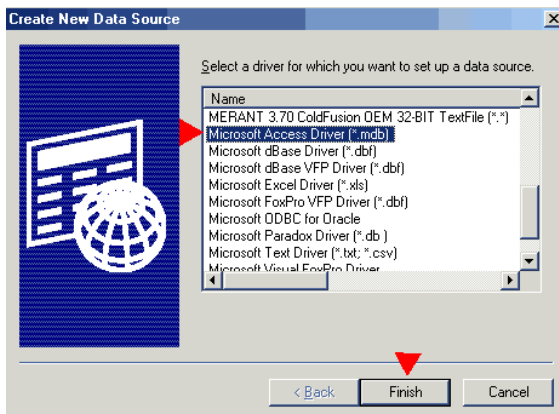 Create New Data Source
Select a driver for which you want to set up a data source.
Name
MERANT 3.70 ColdFusion OEM 32-BIT TextFile (*.*)
Microsoft Access Driver (*.mdb)
Microsoft dBase Driver (*.dbf)
Microsoft dBase VFP Driver (*.dbf)
Microsoft Excel Driver (*.xls)
Microsoft FoxPro VFP Driver (*.dbf)
Microsoft ODBC for Oracle
Microsoft Paradox Driver (*.db )
Microsoft Text Driver (*.txt; *.csv)
Microsoft Visual FoxPro Driver
< Back Finish Cancel